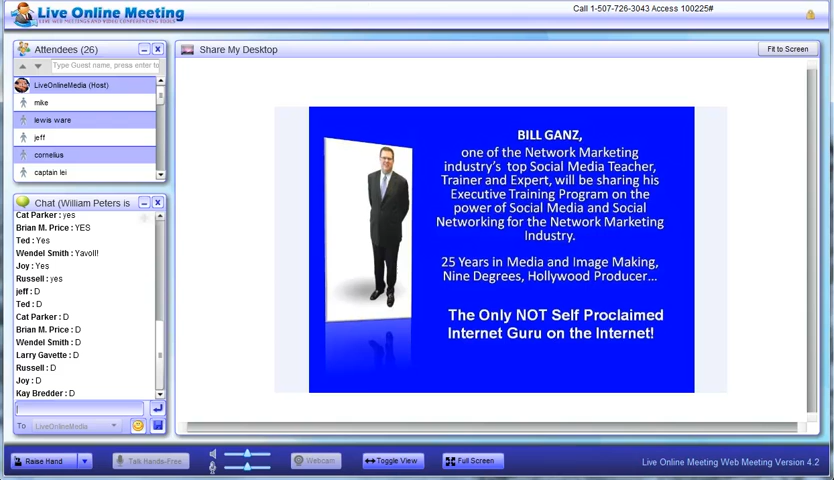 Live Online Meeting
LIVE WEB MEETINGS AND VIDEO CONFERENCING TOOLS
Call 1-507-726-3043 Access 100225#
Attendees (26)
Type Guest name, press enter to
LiveOnlineMedia (Host)
mike
lewis ware
jeff
cornelius
captain lei
Chat (William Peters is
Cat Parker : yes
Brian M. Price : YES
Ted : Yes
Wendel Smith : Yavoll!
Joy : Yes
Russell : yes
jeff : D
Ted : D
Cat Parker : D
Brian M. Price : D
Wendel Smith : D
Larry Gavette : D
Russell : D
Joy : D
Kay Bredder : D
To LiveOnlineMedia
Share My Desktop
Fit to Screen
BILL GANZ,
one of the Network Marketing
industry's top Social Media Teacher,
Trainer and Expert, will be sharing his
Executive Training Program on the
power of Social Media and Social
Networking for the Network Marketing
Industry.
25 Years in Media and Image Making,
Nine Degrees, Hollywood Producer...
The Only NOT Self Proclaimed
Internet Guru on the Internet!
Raise Hand
Talk Hands-Free
Webcam
Toggle View
Full Screen
Live Online Meeting Web Meeting Version 4.2